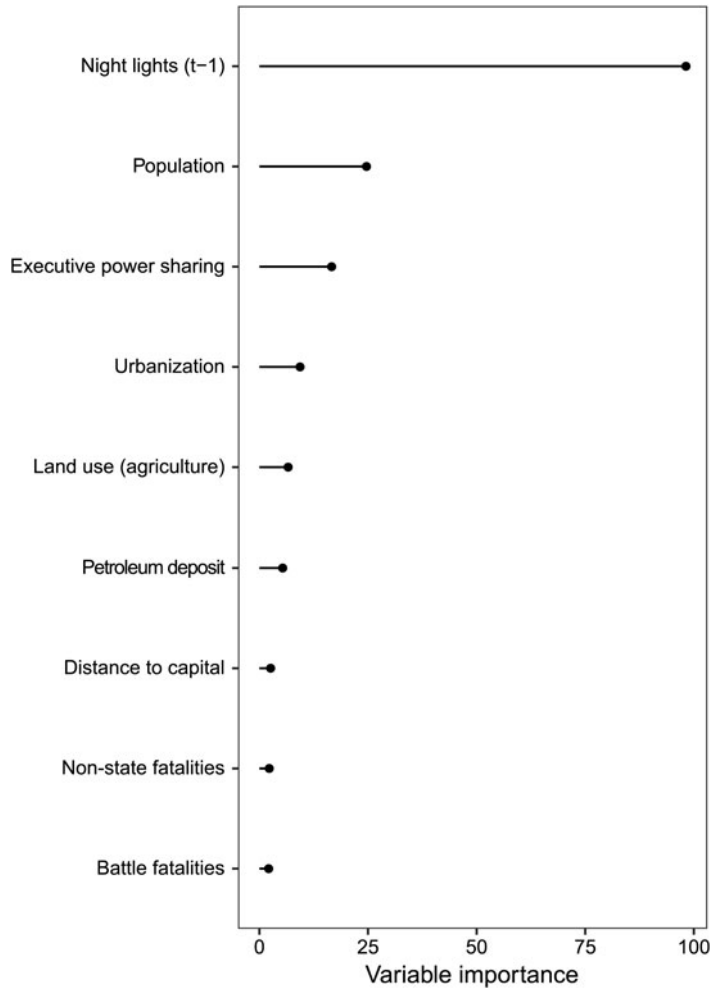 Night lights (t−1)
Population
Executive power sharing
Urbanization
Land use (agriculture)
Petroleum deposit
Distance to capital
Non-state fatalities
Battle fatalities
0 25 50 75 100
Variable importance